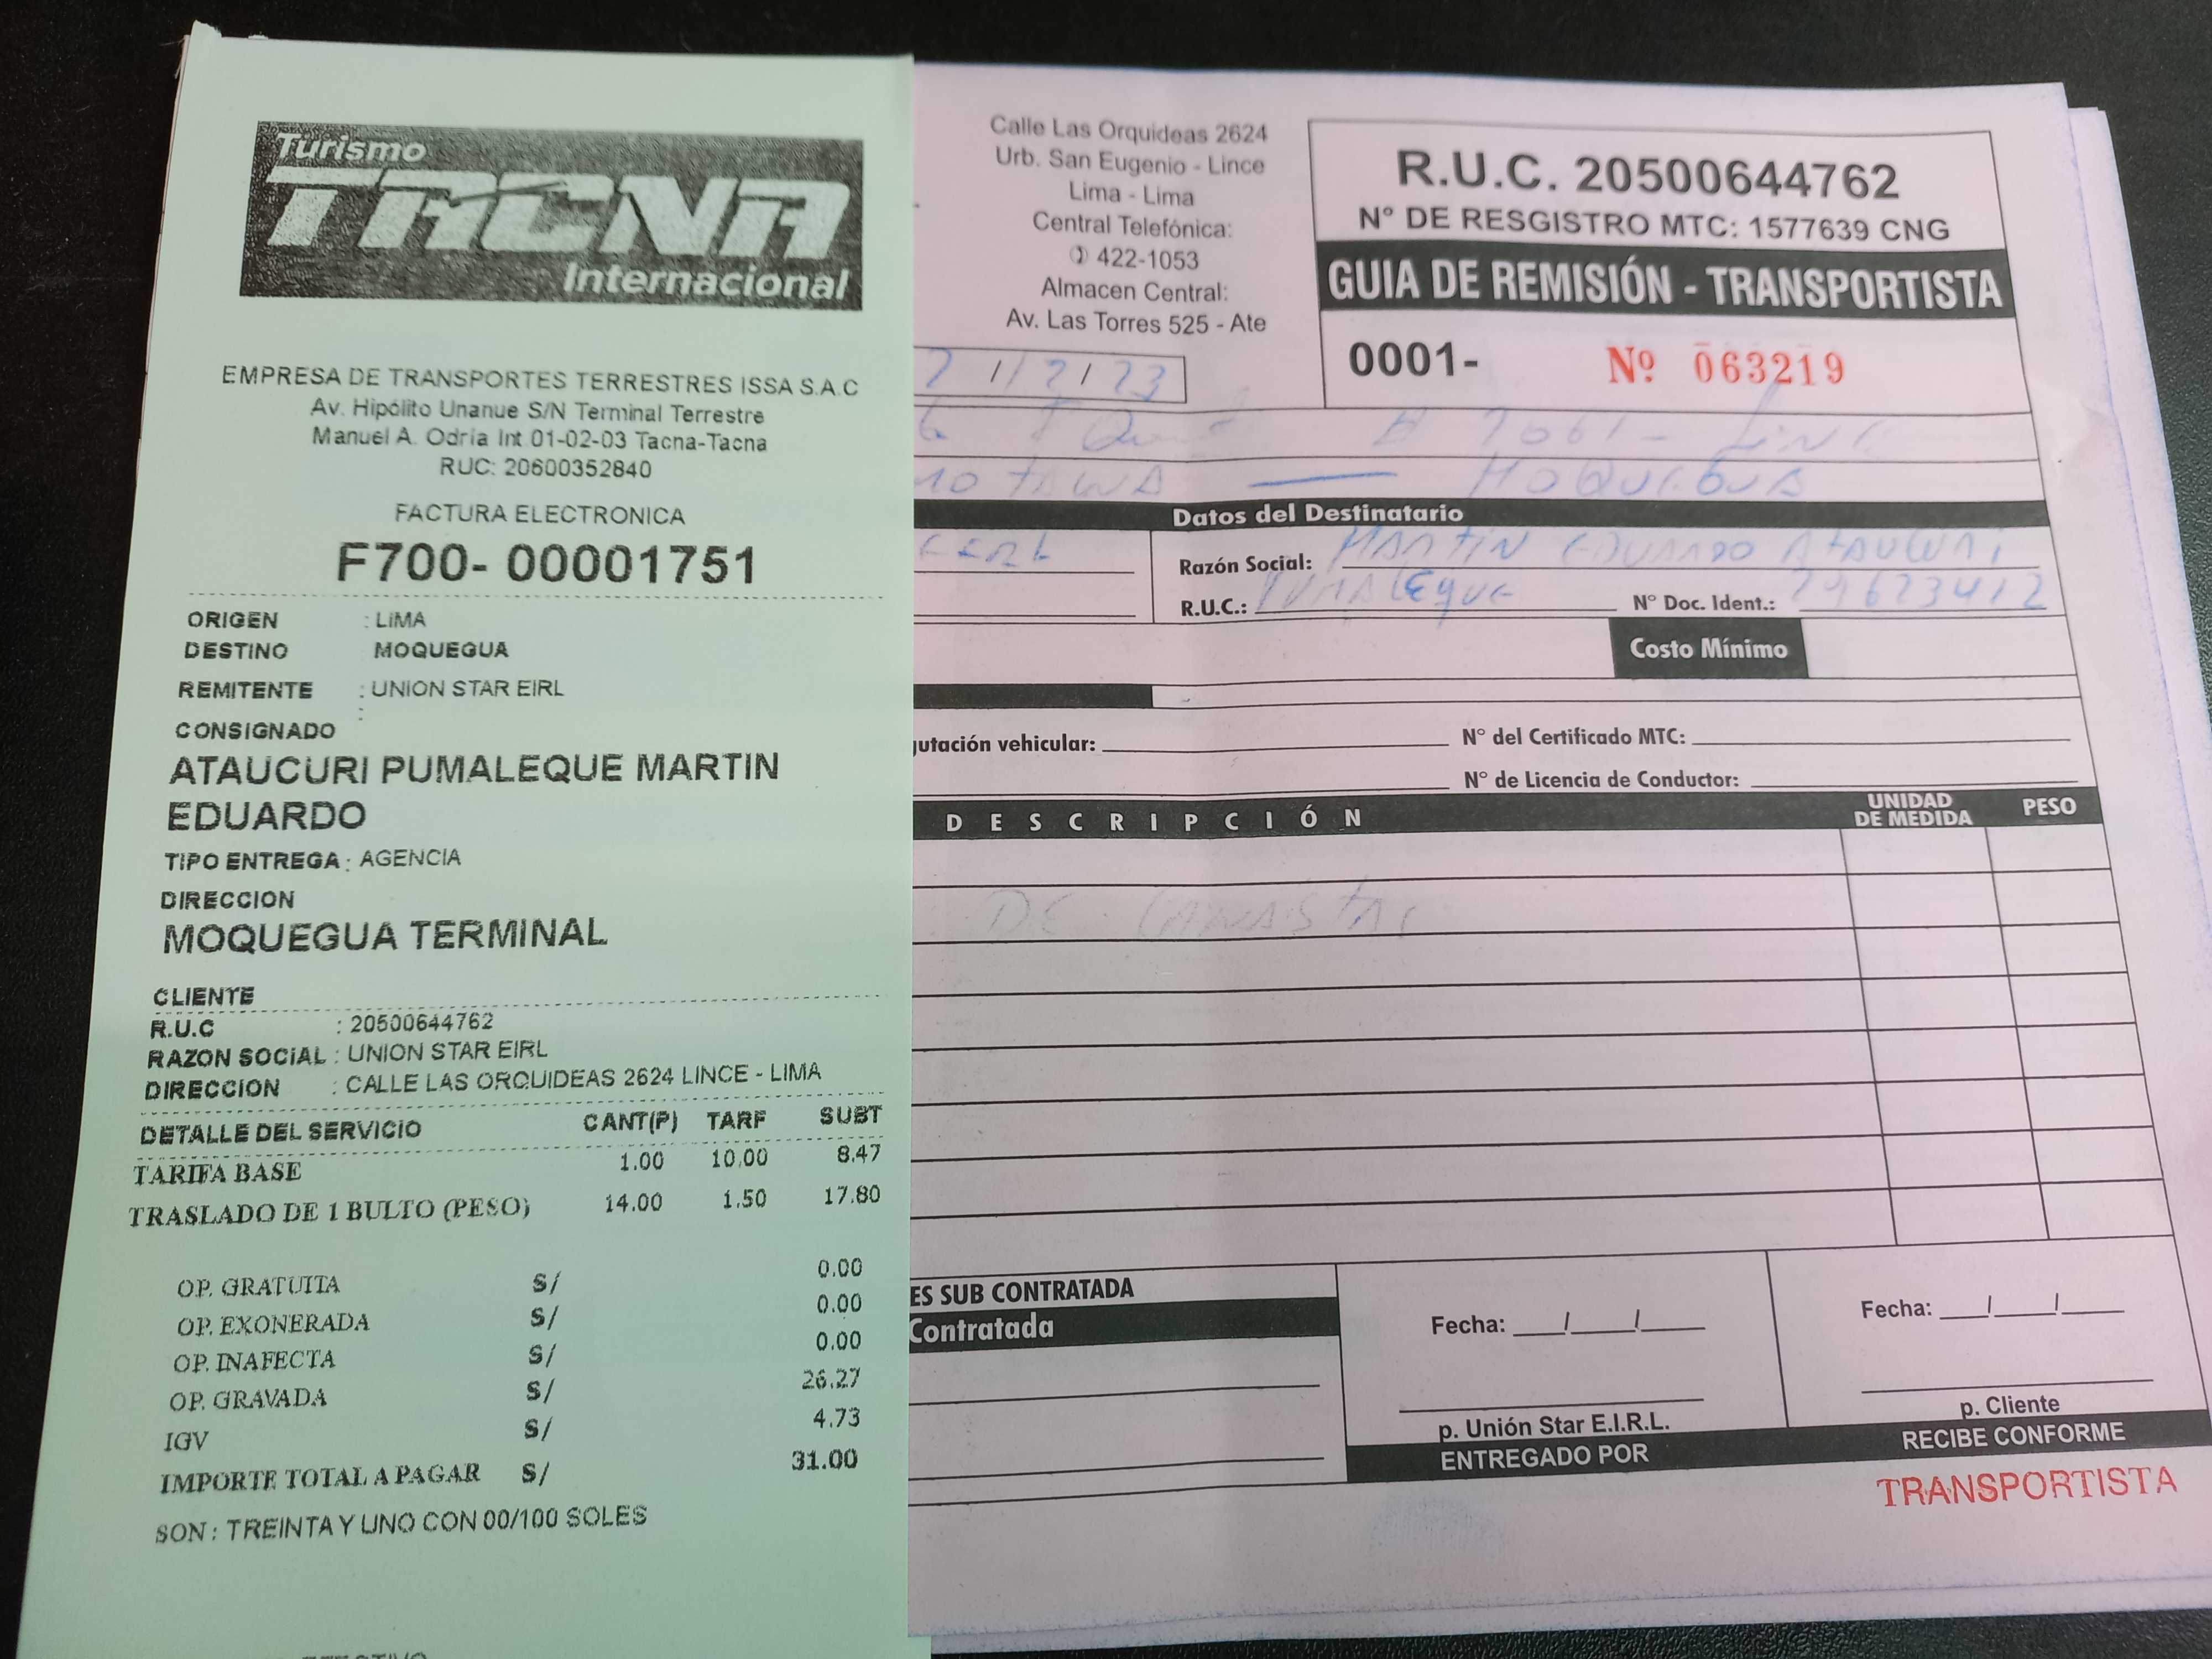 Turismo
TACNA
Internacional
EMPRESA DE TRANSPORTES TERRESTRES ISSA S.A.C
Av. Hipólito Unanue S/N Terminal Terrestre
Manuel A. Odria Int.01-02-03 Tacna-Tacna
RUC: 20600352840
FACTURA ELECTRONICA
F700- 00001751
ORIGEN : LIMA
DESTINO MOQUEGUA
REMITENTE : UNION STAR EIRL
CONSIGNADO :
ATAUCURI PUMALEQUE MARTIN
EDUARDO
TIPO ENTREGA : AGENCIA
DIRECCION
MOQUEGUA TERMINAL
CLIENTE
R.U.C : 20500644762
RAZON SOCIAL : UNION STAR EIRL
DIRECCION : CALLE LAS ORQUIDEAS 2624 LINCE - LIMA
DETALLE DEL SERVICIO CANT(P) TARF SUBT
TARIFA BASE 1.00 10.00 8.47
TRASLADO DE 1 BULTO (PESO) 14.00 1.50 17.80
OP. GRATUITA S/ 0.00
OP. EXONERADA S/ 0.00
OP. INAFECTA S/ 0.00
OP. GRAVADA S/ 26.27
IGV S/ 4.73
IMPORTE TOTAL A PAGAR S/ 31.00
SON : TREINTA Y UNO CON 00/100 SOLES
Calle Las Orquideas 2624
Urb. San Eugenio - Lince
Lima - Lima
Central Telefónica:
422-1053
Almacen Central:
Av. Las Torres 525 - Ate
R.U.C. 20500644762
N° DE RESGISTRO MTC: 1577639 CNG
GUIA DE REMISIÓN - TRANSPORTISTA
0001- Nº 063219
MOQUEGUA
Datos del Destinatario
Razón Social: MARTIN EDUARDO ATAUCURI
R.U.C.: PUMALEQUE N° Doc. Ident.:
Costo Mínimo
vehicular: N° del Certificado MTC:
N° de Licencia de Conductor:
DESCRIPCIÓN UNIDAD DE MEDIDA PESO
DE CANASTAS
ES SUB CONTRATADA
Contratada
Fecha: / /
p. Unión Star E.I.R.L.
ENTREGADO POR
Fecha: / /
p. Cliente
RECIBE CONFORME
TRANSPORTISTA